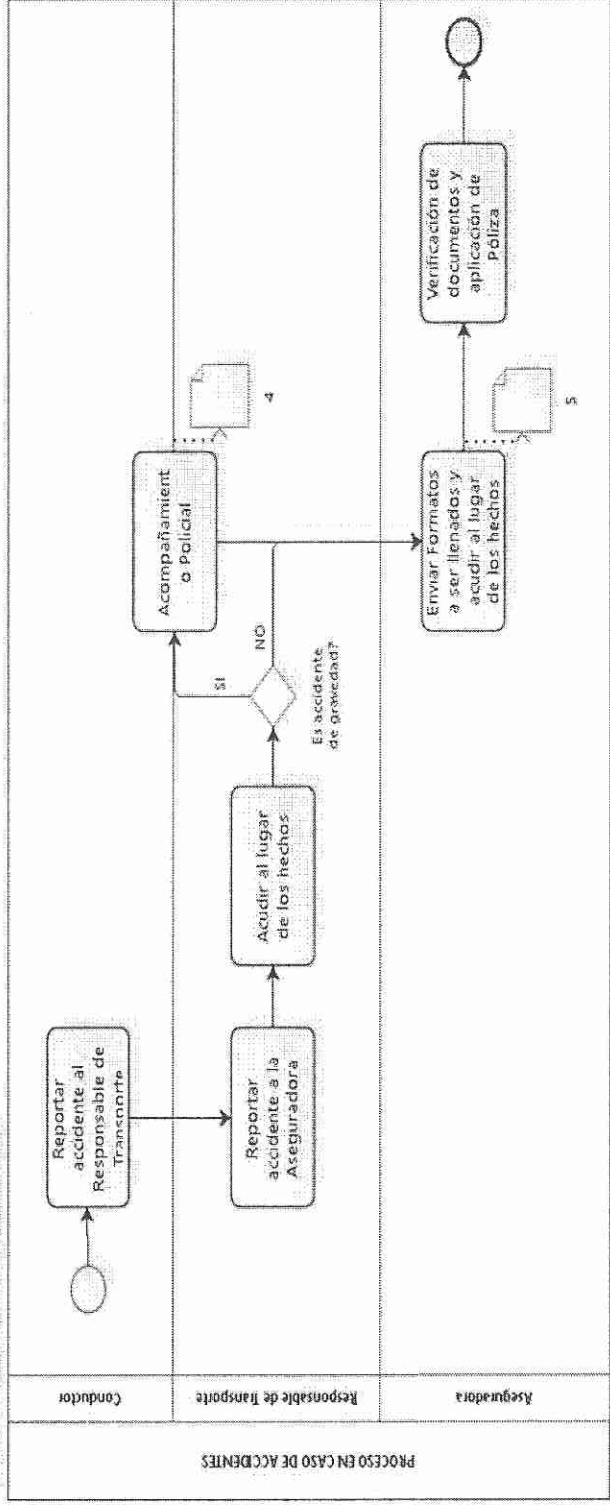 PROCESO EN CASO DE ACCIDENTES
Conductor
Responsable de Transporte
Aseguradora
Reportar
accidente al
Responsable de
Transporte
Reportar
accidente a la
Aseguradora
Acudir al lugar
de los hechos
Es accidente
de gravedad?
SI
NO
Acompañamient
o Policial
4
Enviar Formatos
a ser llenados y
acudir al lugar
de los hechos
5
Verificación de
documentos y
aplicación de
Póliza